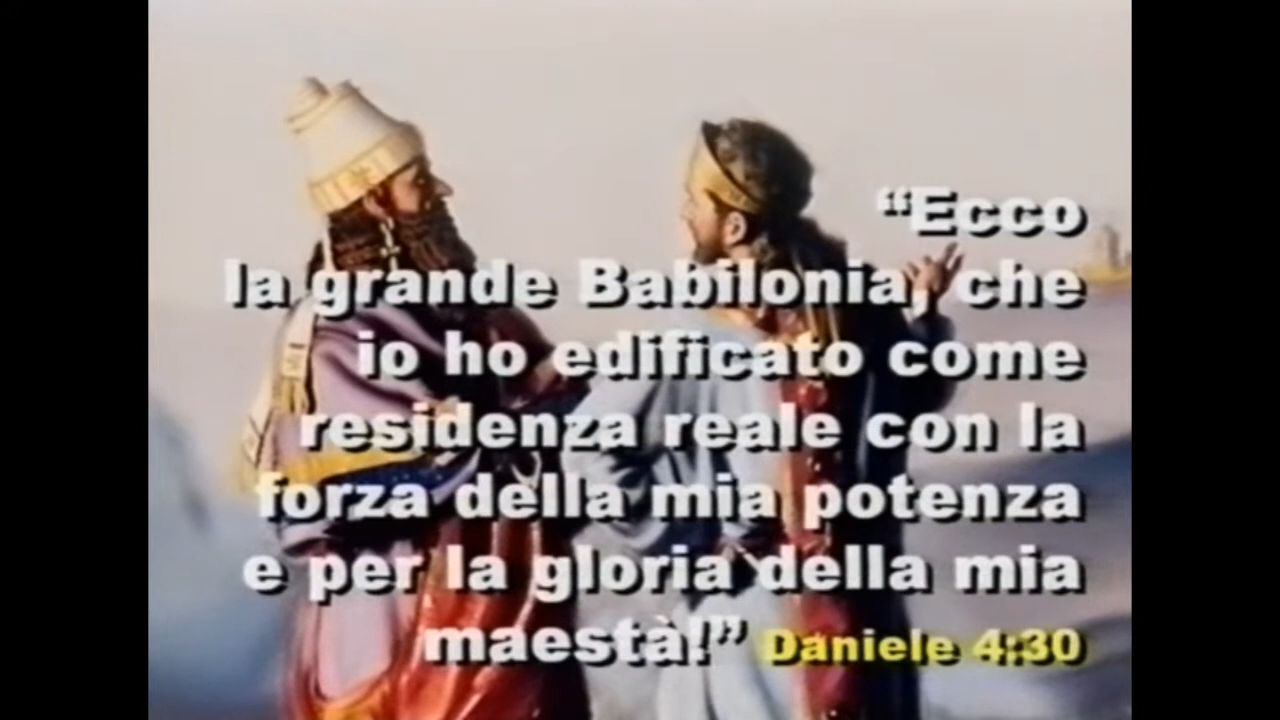 “Ecco
la grande Babilonia, che
io ho edificato come
residenza reale con la
forza della mia potenza
e per la gloria della mia
maestà!” Daniele 4:30